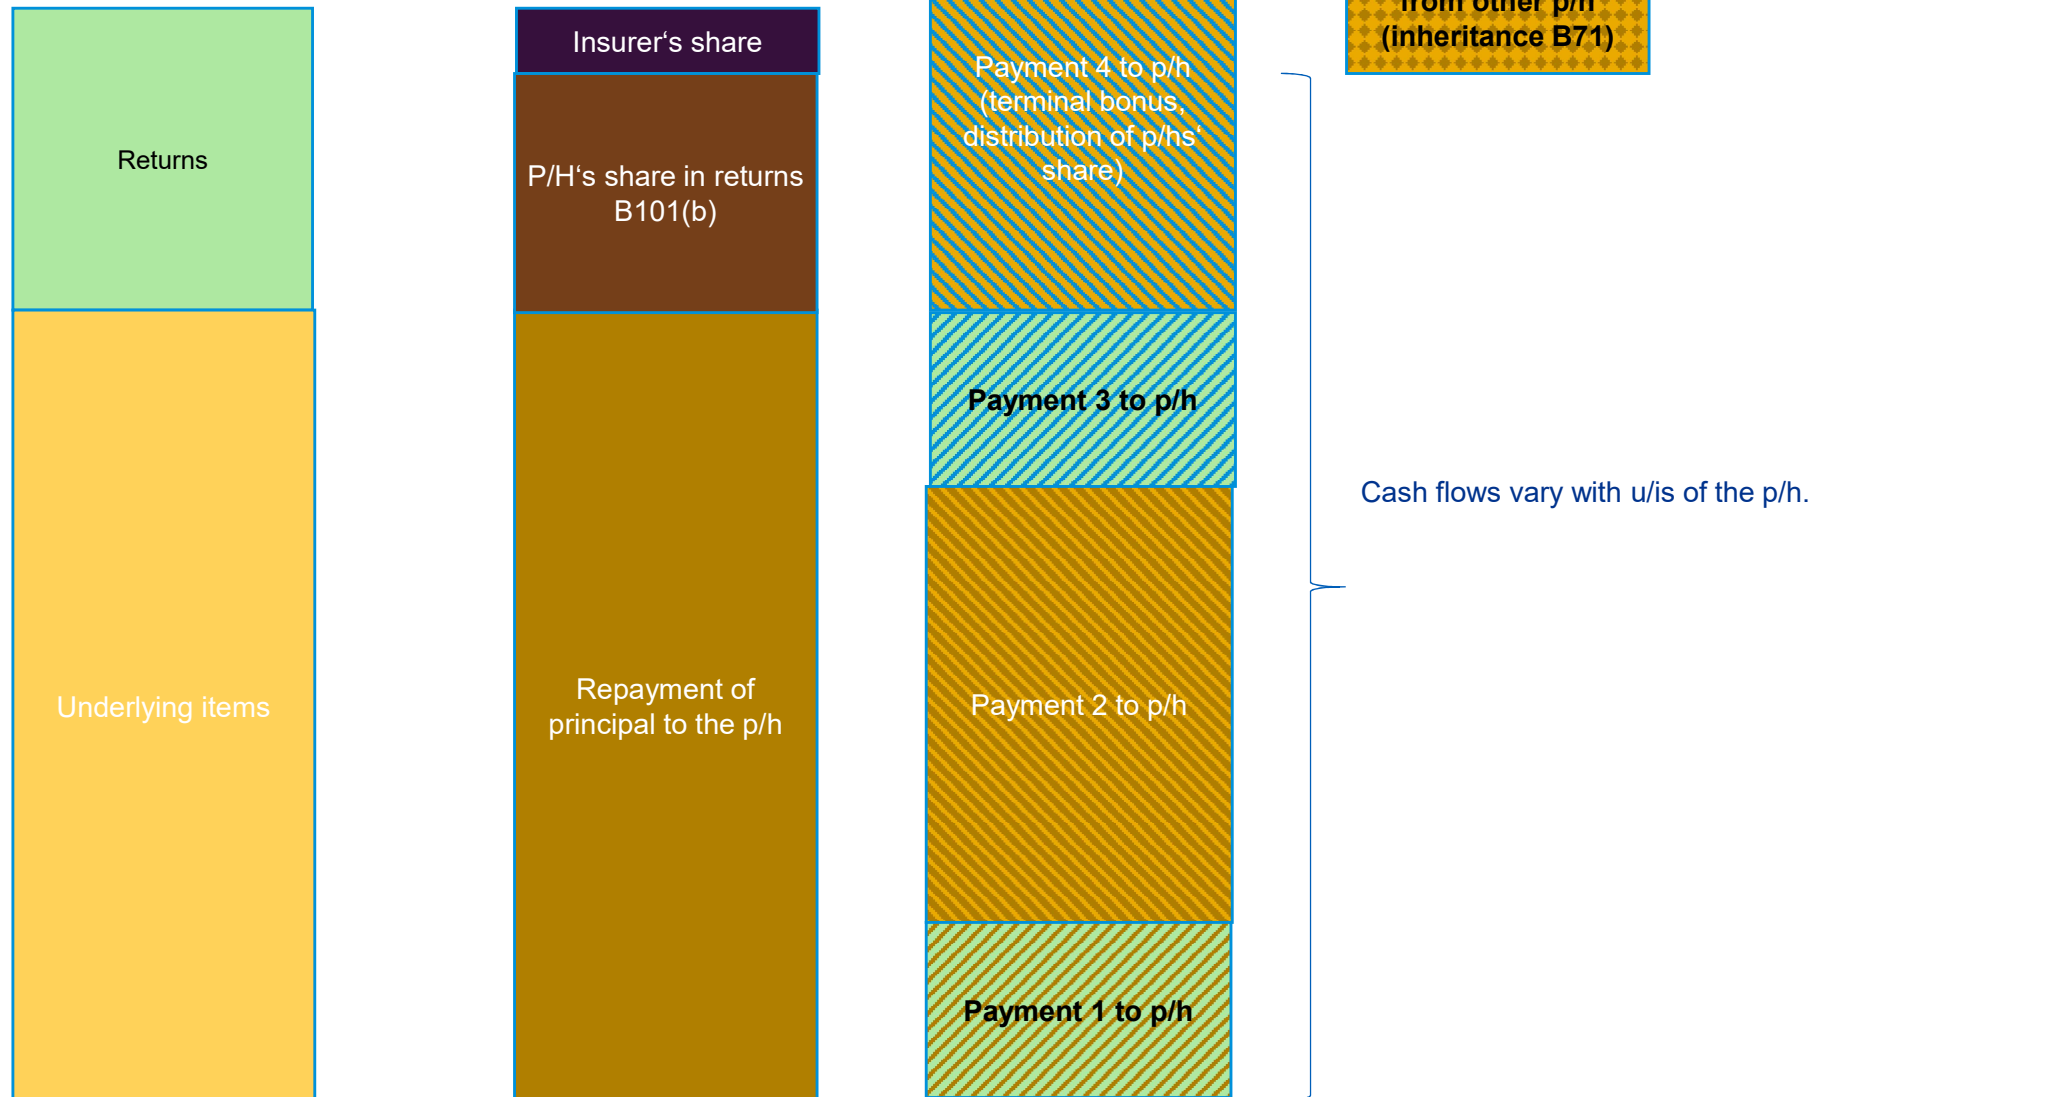 Returns
Underlying items
Insurer‘s share
P/H‘s share in returns
B101(b)
Repayment of
principal to the p/h
Payment 4 to p/h
(terminal bonus,
distribution of p/hs‘
share)
Payment 3 to p/h
Payment 2 to p/h
Payment 1 to p/h
from other p/h
(inheritance B71)
Cash flows vary with u/is of the p/h.